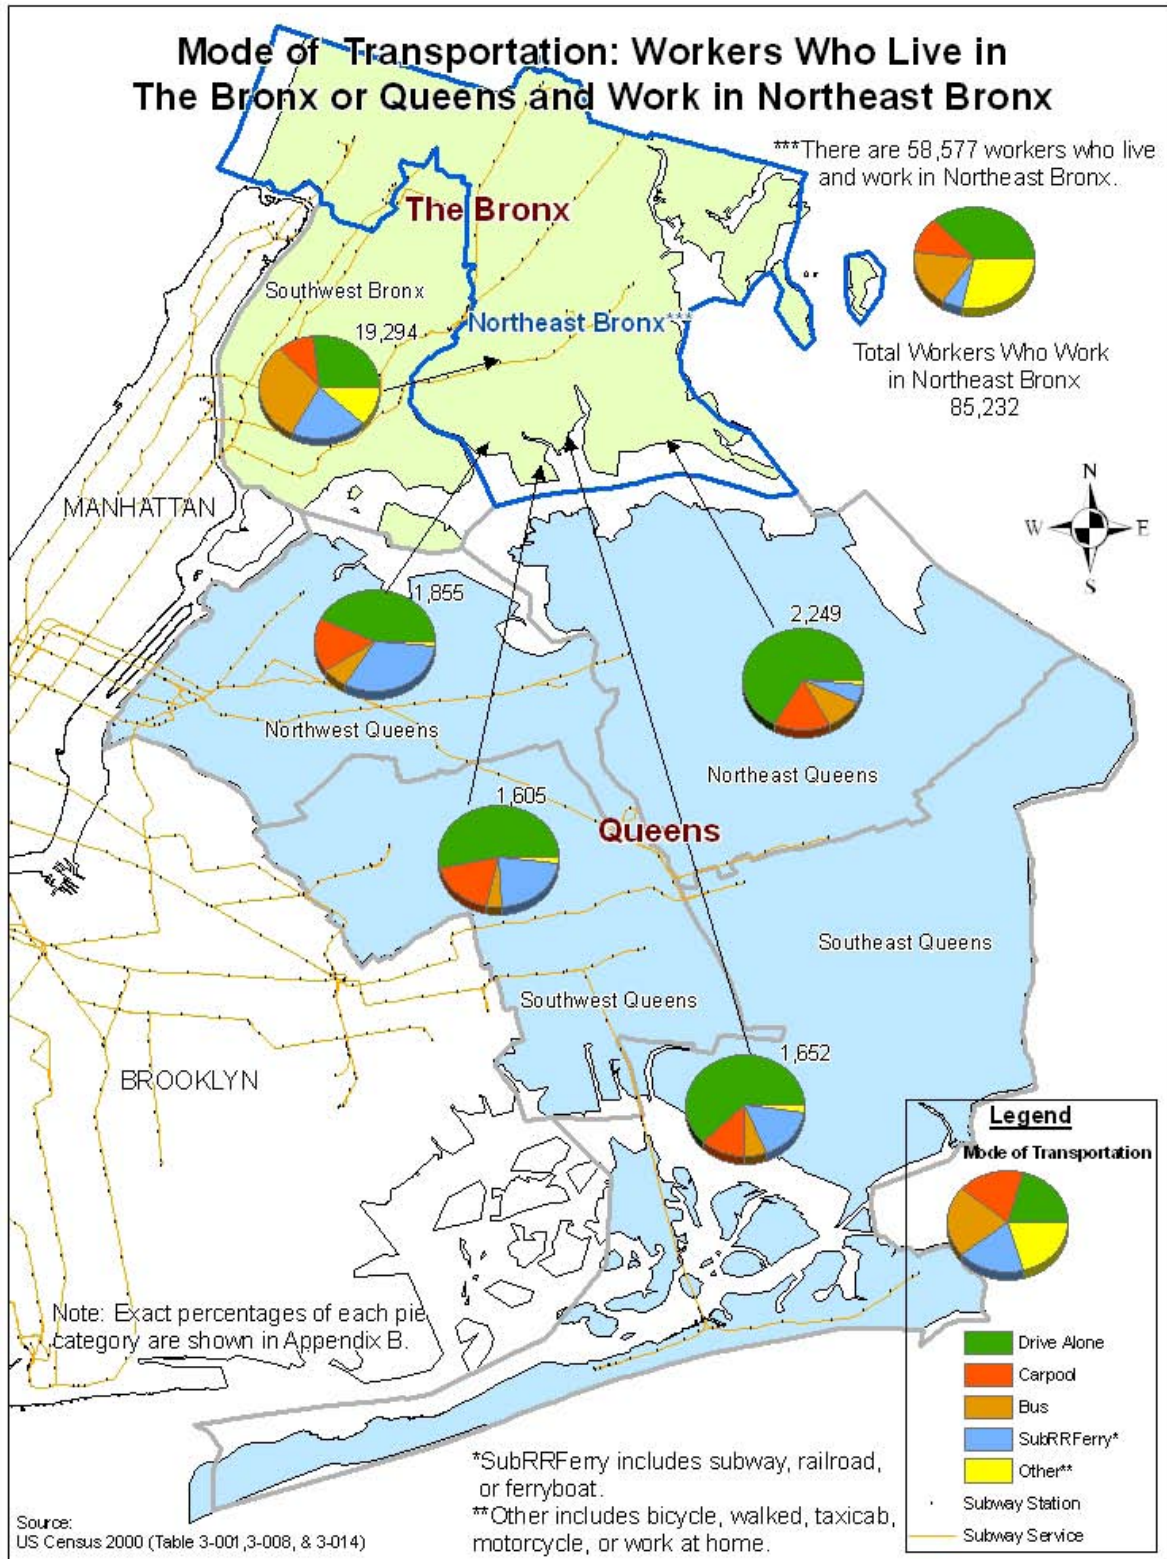 Mode of Transportation: Workers Who Live in
The Bronx or Queens and Work in Northeast Bronx
***There are 58,577 workers who live
and work in Northeast Bronx.
The Bronx
Southwest Bronx
19,294
Northeast Bronx***
Total Workers Who Work
in Northeast Bronx
85,232
MANHATTAN
N
W
E
S
1,855
2,249
Northwest Queens
Northeast Queens
1,605
Queens
Southeast Queens
Southwest Queens
1,652
BROOKLYN
Legend
Mode of Transportation
Drive Alone
Carpool
Bus
SubRRFerry*
Other**
Subway Station
Subway Service
Note: Exact percentages of each pie
category are shown in Appendix B.
*SubRRFerry includes subway, railroad,
or ferryboat.
**Other includes bicycle, walked, taxicab,
motorcycle, or work at home.
Source:
US Census 2000 (Table 3-001,3-008, & 3-014)